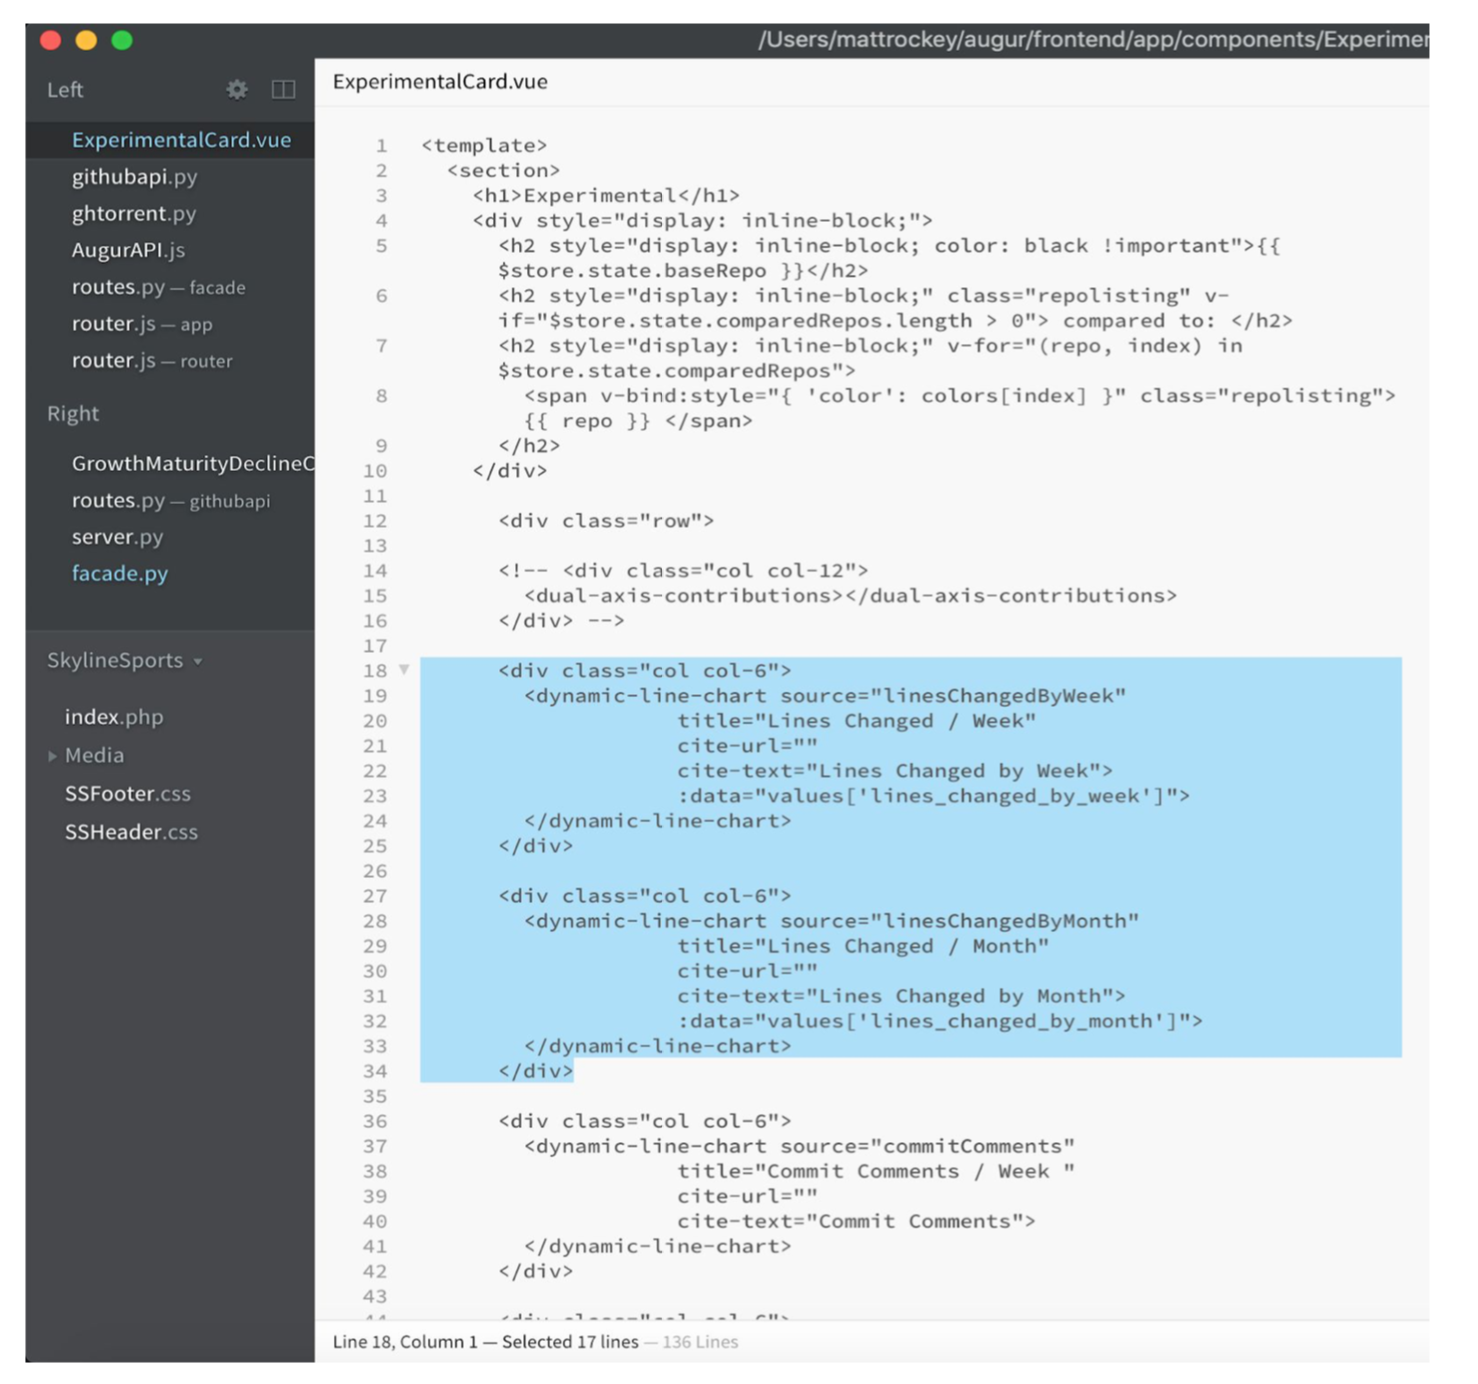 /Users/mattrockey/augur/frontend/app/components/Experimen
Left
ExperimentalCard.vue
githubapi.py
ghtorrent.py
AugurAPI.js
routes.py — facade
router.js — app
router.js — router
Right
GrowthMaturityDeclineC
routes.py — githubapi
server.py
facade.py
SkylineSports
index.php
Media
SSFooter.css
SSHeader.css
ExperimentalCard.vue
1 <template>
2 <section>
3 <h1>Experimental</h1>
4 <div style="display: inline-block;">
5 <h2 style="display: inline-block; color: black !important">{{
$store.state.baseRepo }}</h2>
6 <h2 style="display: inline-block;" class="repolisting" v-
if="$store.state.comparedRepos.length > 0"> compared to: </h2>
7 <h2 style="display: inline-block;" v-for="(repo, index) in
$store.state.comparedRepos">
8 <span v-bind:style="{ 'color': colors[index] }" class="repolisting">
{{ repo }} </span>
9 </h2>
10 </div>
11
12 <div class="row">
13
14 <!-- <div class="col col-12">
15 <dual-axis-contributions></dual-axis-contributions>
16 </div> -->
17
18 <div class="col col-6">
19 <dynamic-line-chart source="linesChangedByWeek"
20 title="Lines Changed / Week"
21 cite-url=""
22 cite-text="Lines Changed by Week">
23 :data="values['lines_changed_by_week']">
24 </dynamic-line-chart>
25 </div>
26
27 <div class="col col-6">
28 <dynamic-line-chart source="linesChangedByMonth"
29 title="Lines Changed / Month"
30 cite-url=""
31 cite-text="Lines Changed by Month">
32 :data="values['lines_changed_by_month']">
33 </dynamic-line-chart>
34 </div>
35
36 <div class="col col-6">
37 <dynamic-line-chart source="commitComments"
38 title="Commit Comments / Week "
39 cite-url=""
40 cite-text="Commit Comments">
41 </dynamic-line-chart>
42 </div>
43
44 <div class="col col-6">
Line 18, Column 1 — Selected 17 lines — 136 Lines